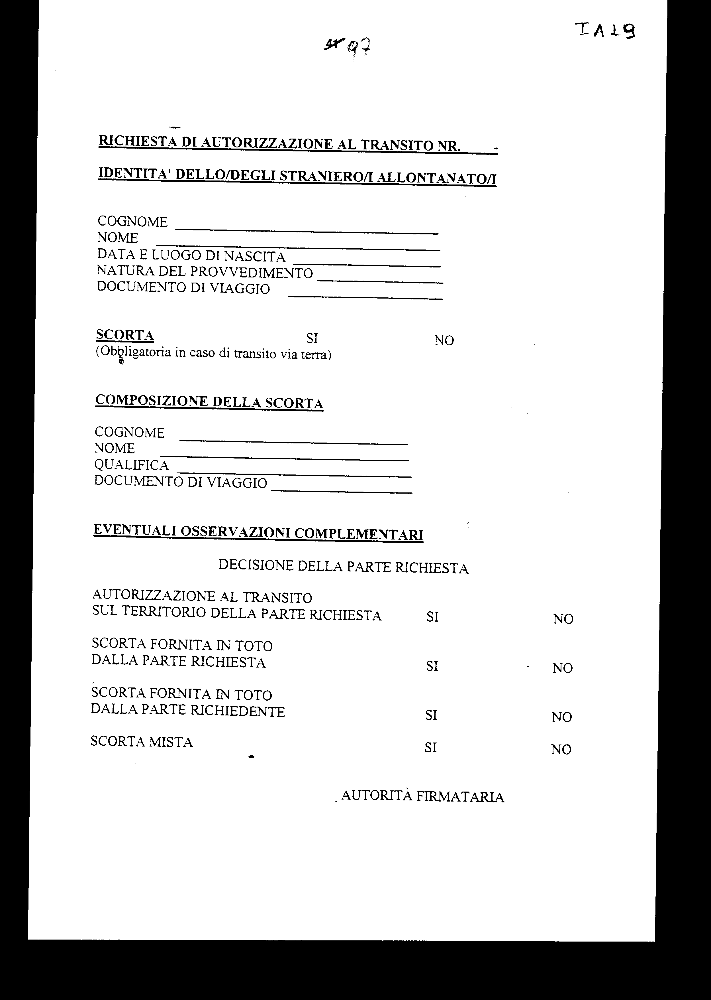 IA19
41 97
RICHIESTA DI AUTORIZZAZIONE AL TRANSITO NR. -
IDENTITA' DELLO/DEGLI STRANIERO/I ALLONTANATO/I
COGNOME
NOME
DATA E LUOGO DI NASCITA
NATURA DEL PROVVEDIMENTO
DOCUMENTO DI VIAGGIO
SCORTA SI NO
(Obbligatoria in caso di transito via terra)
COMPOSIZIONE DELLA SCORTA
COGNOME
NOME
QUALIFICA
DOCUMENTO DI VIAGGIO
EVENTUALI OSSERVAZIONI COMPLEMENTARI
DECISIONE DELLA PARTE RICHIESTA
AUTORIZZAZIONE AL TRANSITO
SUL TERRITORIO DELLA PARTE RICHIESTA SI NO
SCORTA FORNITA IN TOTO
DALLA PARTE RICHIESTA SI NO
SCORTA FORNITA IN TOTO
DALLA PARTE RICHIEDENTE SI NO
SCORTA MISTA SI NO
AUTORITÀ FIRMATARIA